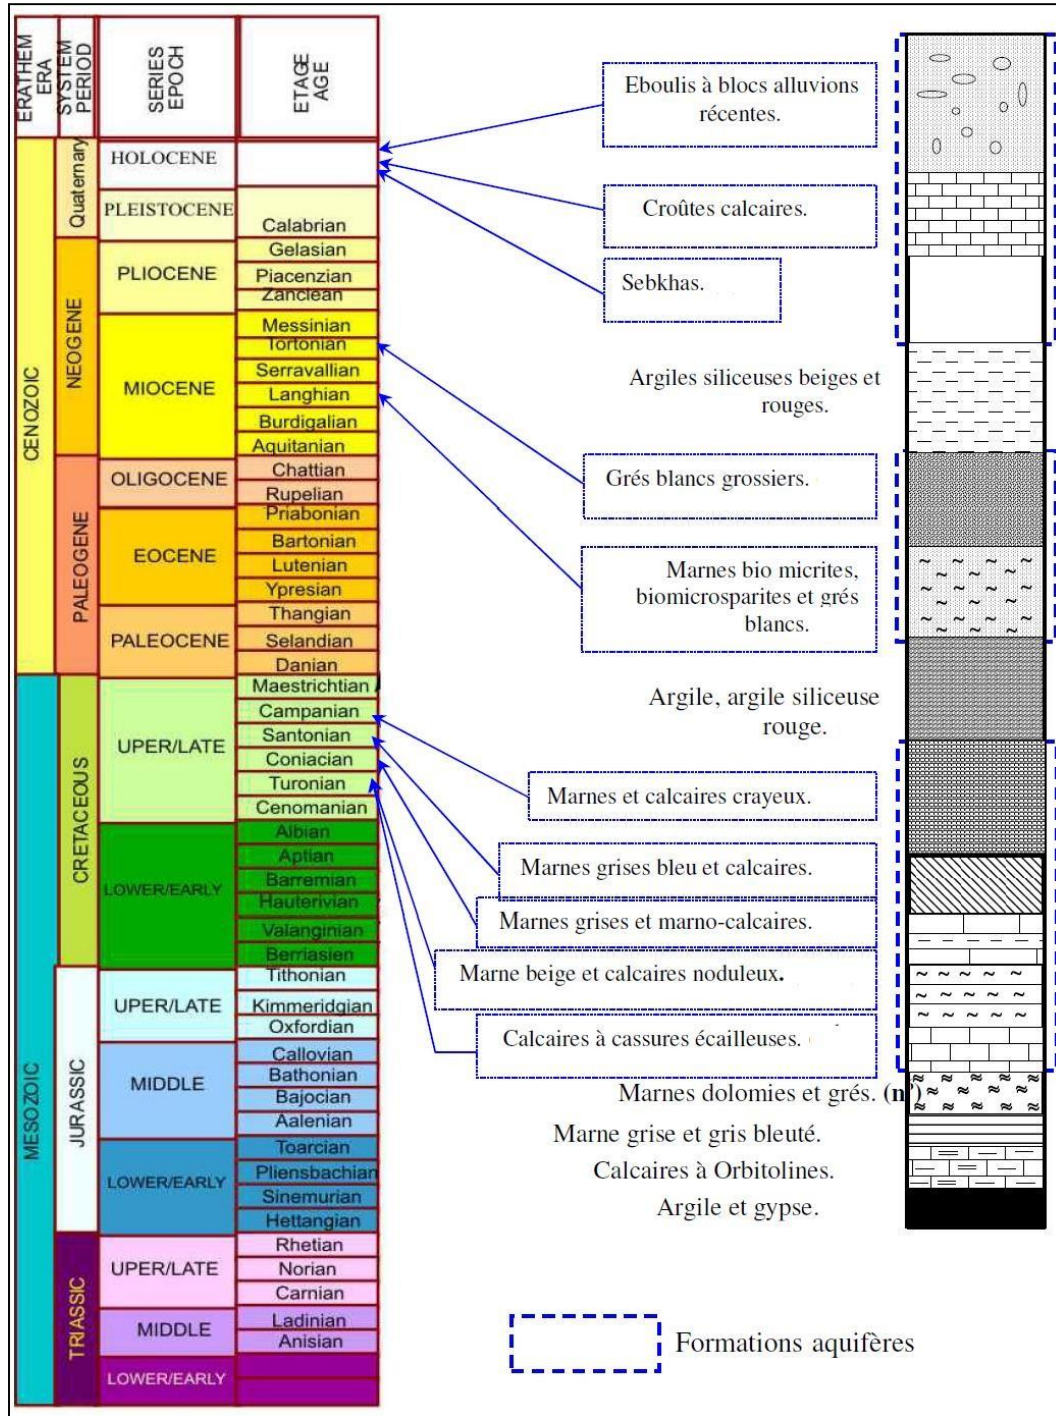 ERATHEM
ERA
SYSTEM
PERIOD
SERIES
EPOCH
ETAGE
AGE
CENOZOIC
MESOZOIC
Quaternary
NEOGENE
PALEOGENE
CRETACEOUS
JURASSIC
TRIASSIC
HOLOCENE
PLEISTOCENE
PLIOCENE
MIOCENE
OLIGOCENE
EOCENE
PALEOCENE
UPER/LATE
LOWER/EARLY
UPER/LATE
MIDDLE
LOWER/EARLY
UPER/LATE
MIDDLE
LOWER/EARLY
Calabrian
Gelasian
Piacenzian
Zanclean
Messinian
Tortonian
Serravallian
Langhian
Burdigalian
Aquitanian
Chattian
Rupelian
Priabonian
Bartonian
Lutenian
Ypresian
Thangian
Selandian
Danian
Maestrichtian
Campanian
Santonian
Coniacian
Turonian
Cenomanian
Albian
Aptian
Barremian
Hauterivian
Valanginian
Berriasien
Tithonian
Kimmeridgian
Oxfordian
Callovian
Bathonian
Bajocian
Aalenian
Toarcian
Pliensbachian
Sinemurian
Hettangian
Rhetian
Norian
Carnian
Ladinian
Anisian
Eboulis à blocs alluvions
récentes.
Croûtes calcaires.
Sebkhas.
Argiles siliceuses beiges et
rouges.
Grés blancs grossiers.
Marnes bio micrites,
biomicrosparites et grés
blancs.
Argile, argile siliceuse
rouge.
Marnes et calcaires crayeux.
Marnes grises bleu et calcaires.
Marnes grises et marno-calcaires.
Marne beige et calcaires noduleux.
Calcaires à cassures écailleuses.
Marnes dolomies et grés.
Marne grise et gris bleuté.
Calcaires à Orbitolines.
Argile et gypse.
Formations aquifères